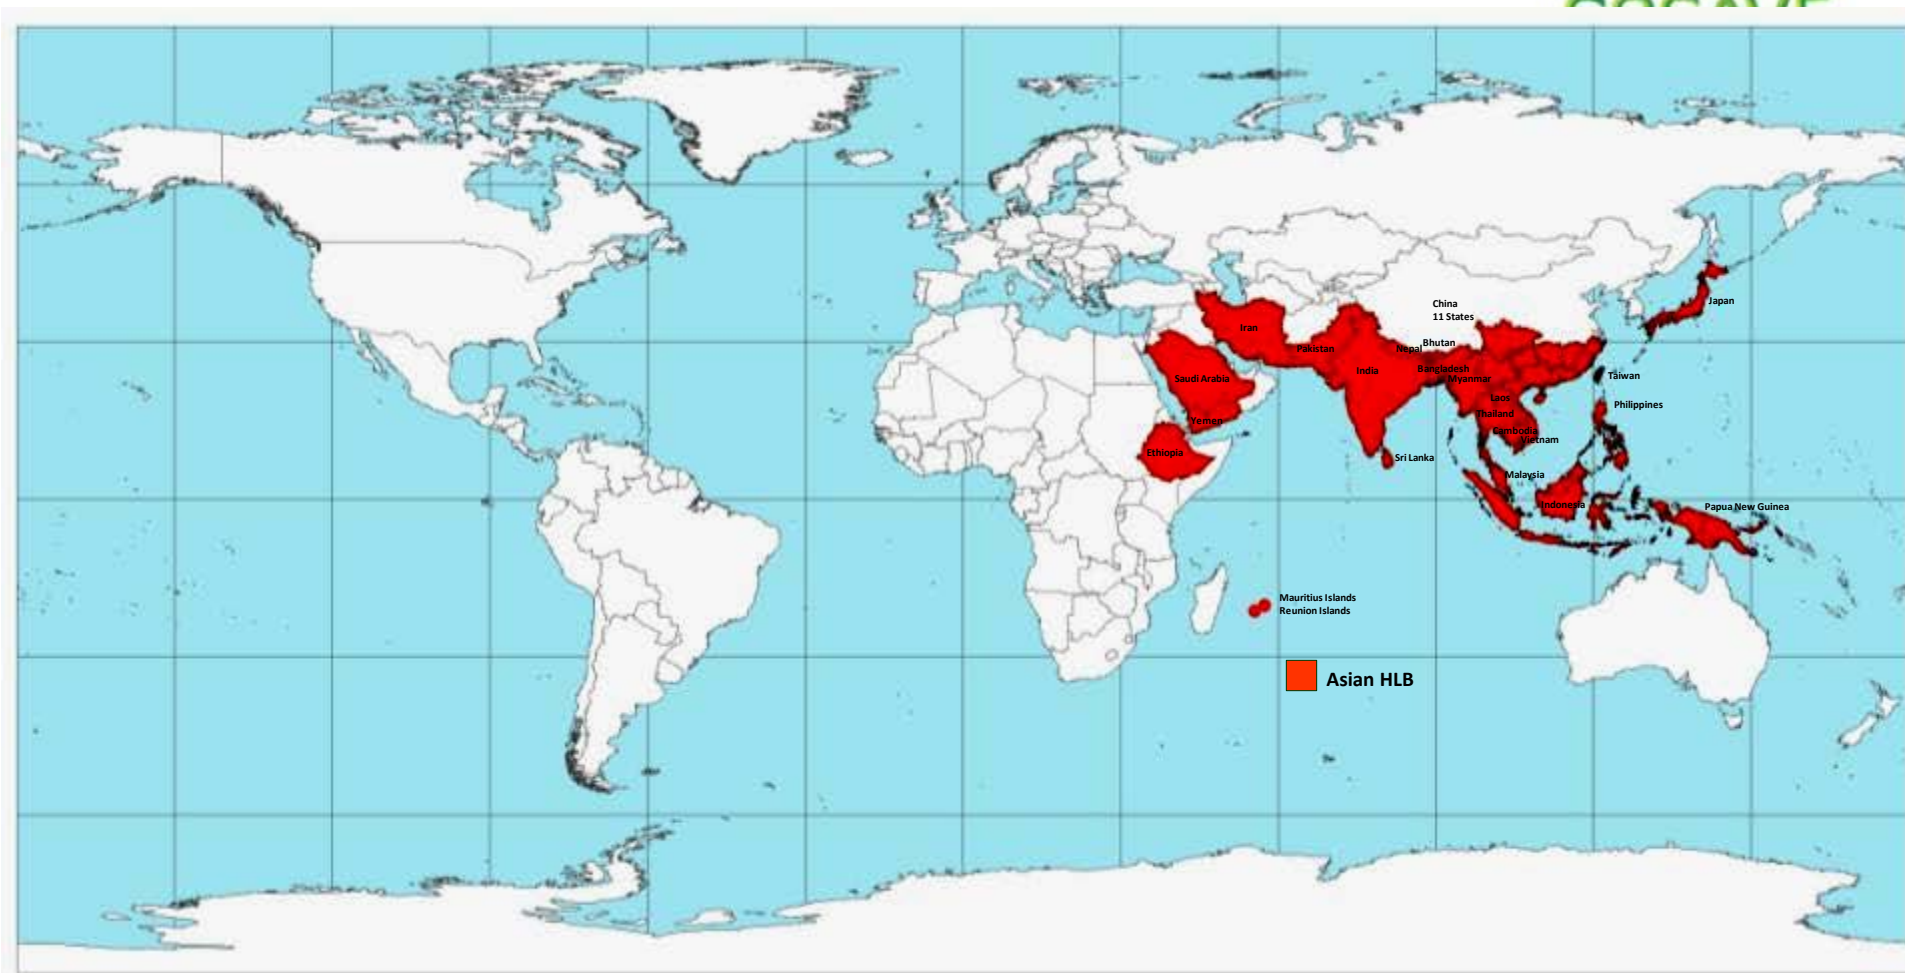 China
11 States
Japan
Iran
Pakistan
Nepal
Bhutan
India
Bangladesh
Myanmar
Taiwan
Saudi Arabia
Laos
Philippines
Thailand
Yemen
Cambodia
Vietnam
Ethiopia
Sri Lanka
Malaysia
Indonesia
Papua New Guinea
Mauritius Islands
Reunion Islands
Asian HLB